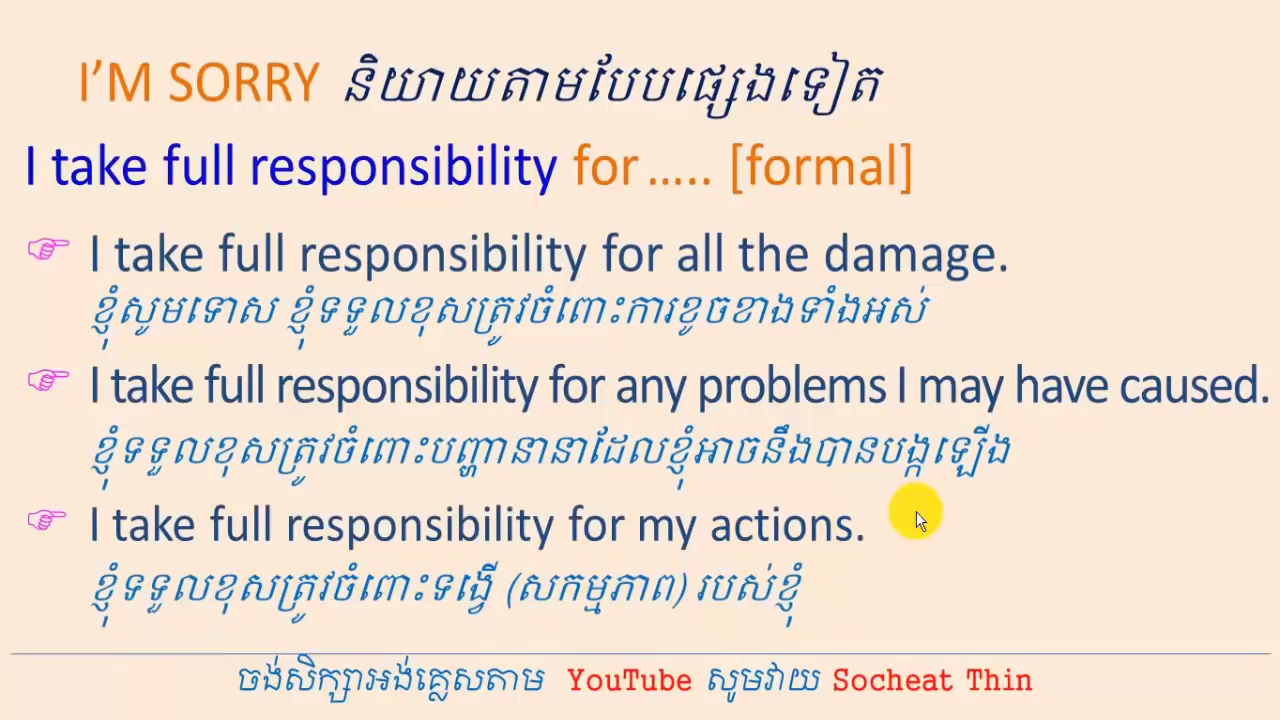 I’M SORRY និយាយតាមបែបផ្សេងទៀត
I take full responsibility for ..... [formal]
I take full responsibility for all the damage.
ខ្ញុំសូមទោស ខ្ញុំទទួលខុសត្រូវចំពោះការខូចខាងទាំងអស់
I take full responsibility for any problems I may have caused.
ខ្ញុំទទួលខុសត្រូវចំពោះបញ្ហានានាដែលខ្ញុំអាចនឹងបានបង្កឡើង
I take full responsibility for my actions.
ខ្ញុំទទួលខុសត្រូវចំពោះទង្វើ (សកម្មភាព) របស់ខ្ញុំ
ចង់សិក្សាអង់គ្លេសតាម YouTube សូមវាយ Socheat Thin